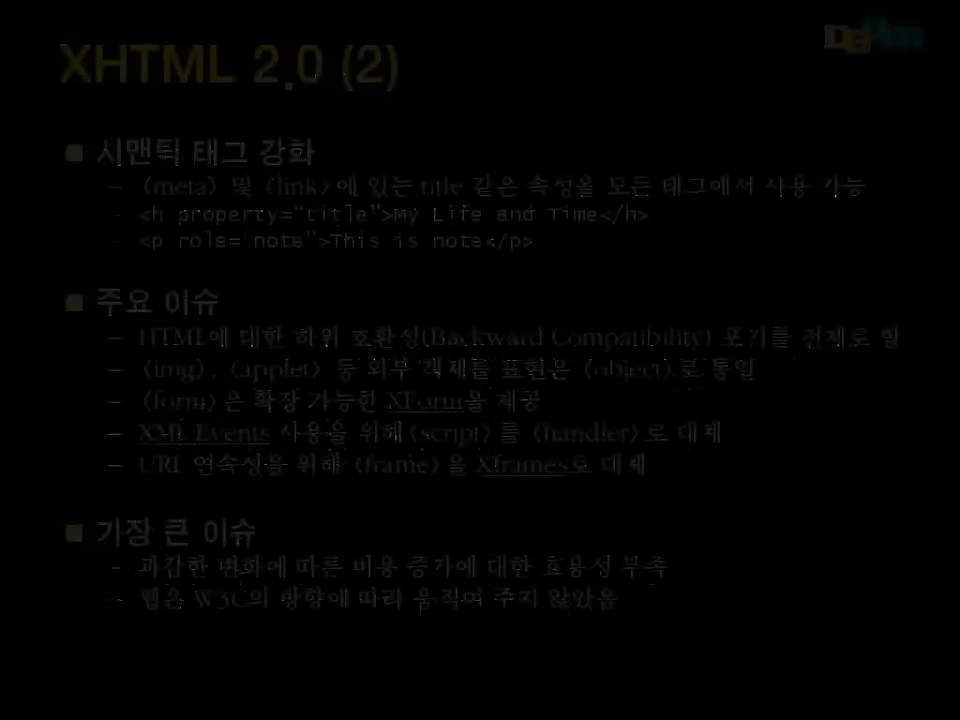 XHTML 2.0 (2)
시맨틱 태그 강화
– <meta> 및 <link>에 있는 title 같은 속성을 모든 태그에서 사용 가능
– <h property="title">My Life and Time</h>
– <p role="note">This is note</p>
주요 이슈
– HTML에 대한 하위 호환성(Backward Compatibility) 포기를 전제로 함
– <img>, <applet> 등 외부 객체를 표현은 <object>로 통일
– <form>은 확장 가능한 XForm을 제공
– XML Events 사용을 위해 <script>를 <handler>로 대체
– URL 연속성을 위해 <frame>을 Xframes로 대체
가장 큰 이슈
– 과감한 변화에 따른 비용 증가에 대한 효용성 부족
– 웹은 W3C의 방향에 따라 움직여 주지 않았음